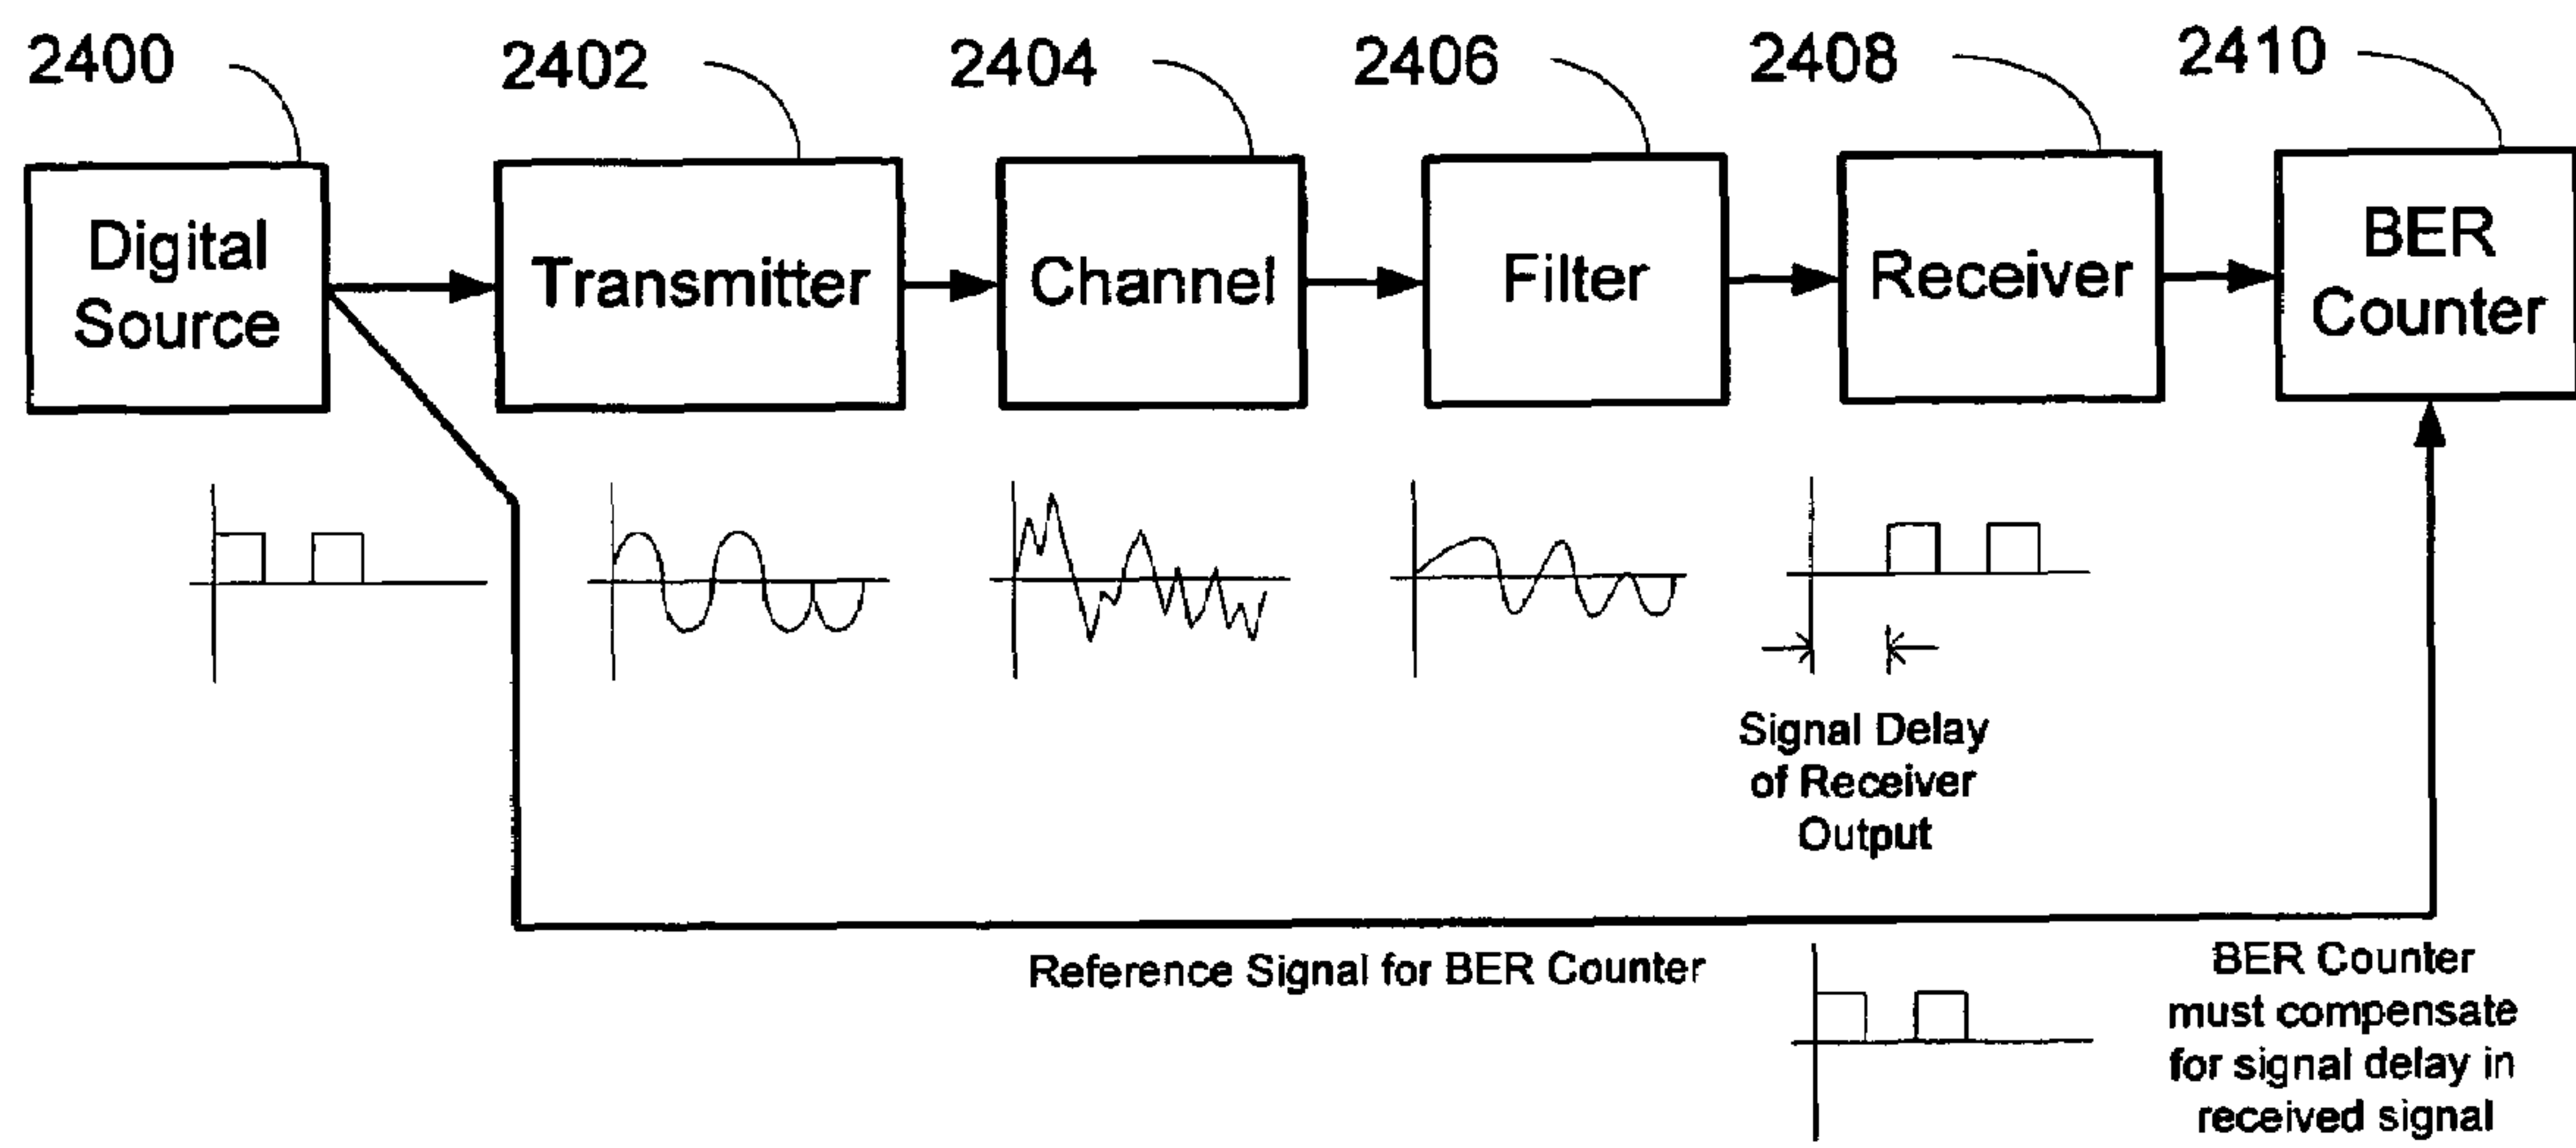 2400
2402
2404
2406
2408
2410
Digital
Source
Transmitter
Channel
Filter
Receiver
BER
Counter
Signal Delay
of Receiver
Output
Reference Signal for BER Counter
BER Counter
must compensate
for signal delay in
received signal